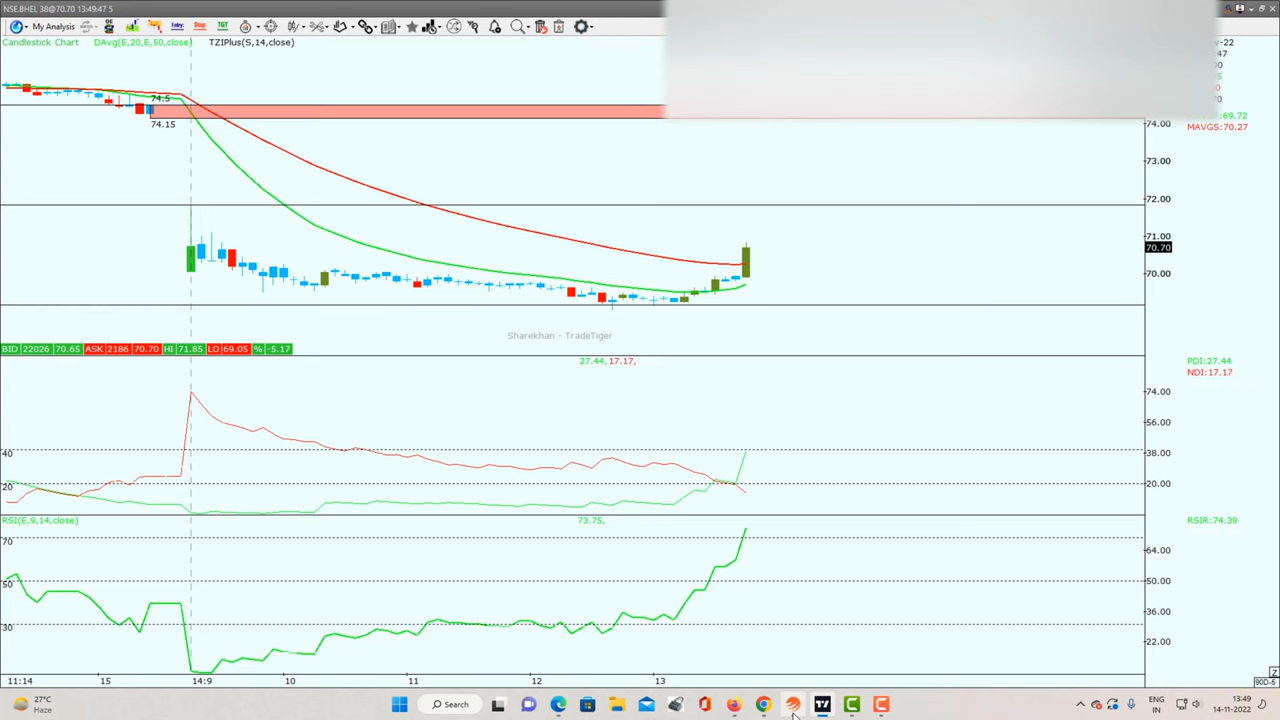 NSE.BHEL 38@70.70 13:49:47 5
My Analysis
Candlestick Chart DAvg(E,20,E,50,close) TZIPlus(S,14,close)
-22
47
74.5
74.15
:69.72
MAVGS:70.27
74.00
73.00
72.00
71.00
70.70
70.00
Sharekhan - TradeTiger
BID 22026 70.65 ASK 2186 70.70 HI 71.85 LO 69.05 % -5.17
27.44, 17.17,
PDI:27.44
NDI:17.17
74.00
56.00
40
38.00
20
20.00
RSI(E,9,14,close)
73.75,
RSIR:74.39
70
64.00
50
50.00
36.00
30
22.00
11:14 15 14:9 10 11 12 13
27°C
Haze
Search
ENG
IN
13:49
14-11-2022